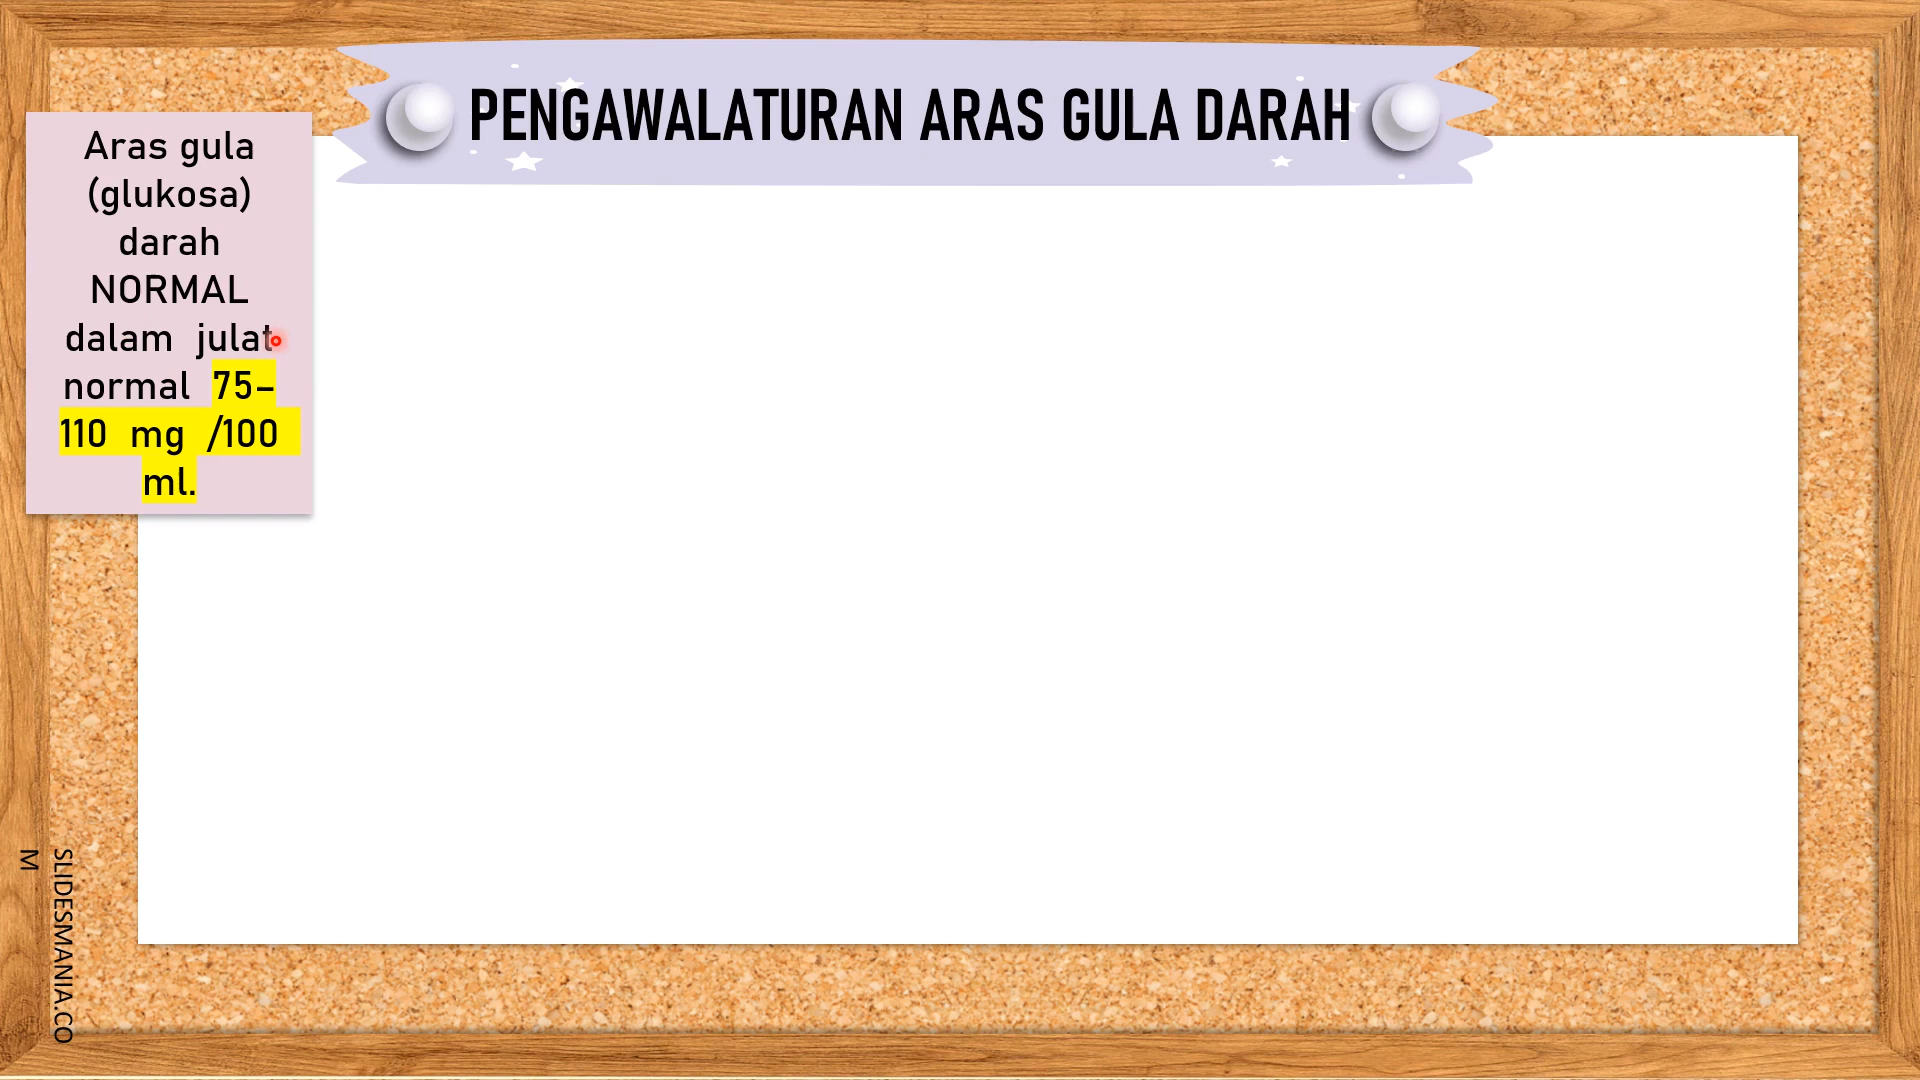 PENGAWALATURAN ARAS GULA DARAH
Aras gula
(glukosa)
darah
NORMAL
dalam julat
normal 75–
110 mg /100
ml.
SLIDESMANIA.CO
M